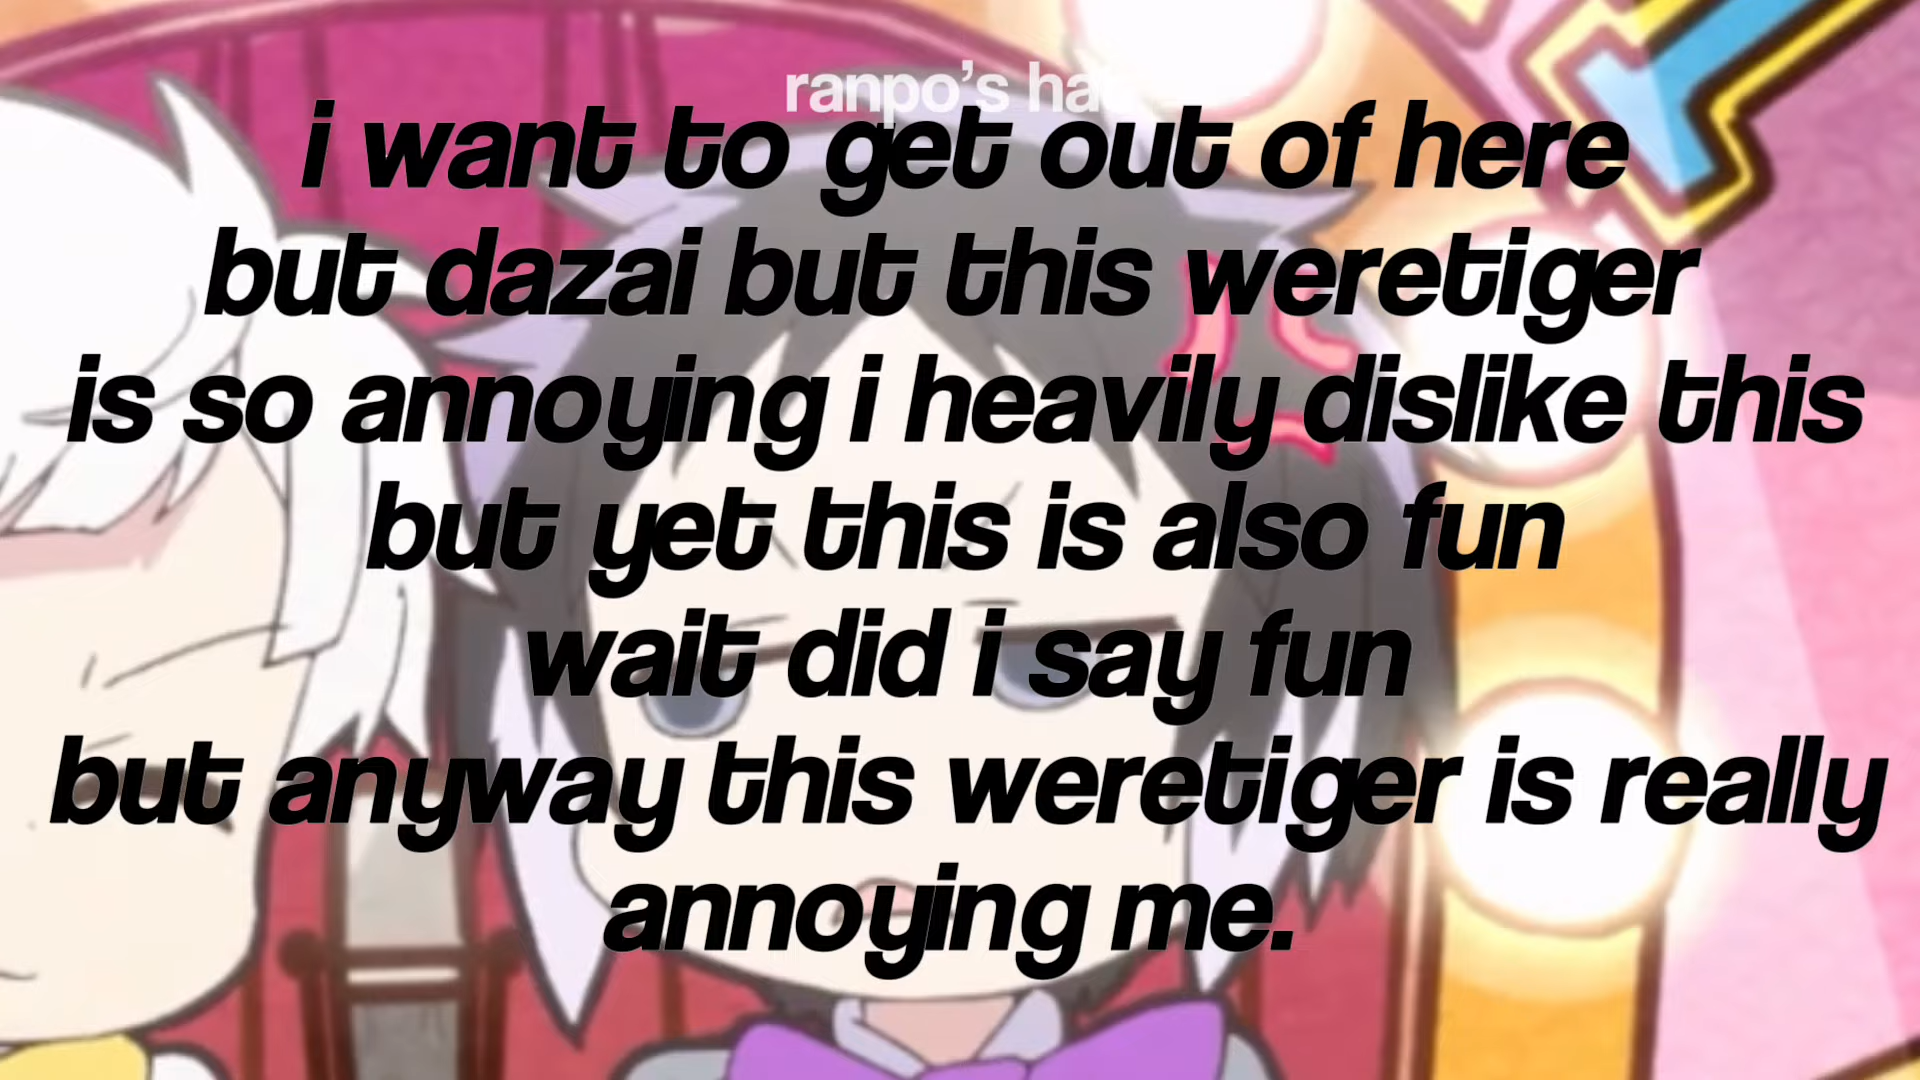 ranpo's ha
i want to get out of here
but dazai but this weretiger
is so annoying i heavily dislike this
but yet this is also fun
wait did i say fun
but anyway this weretiger is really
annoying me.